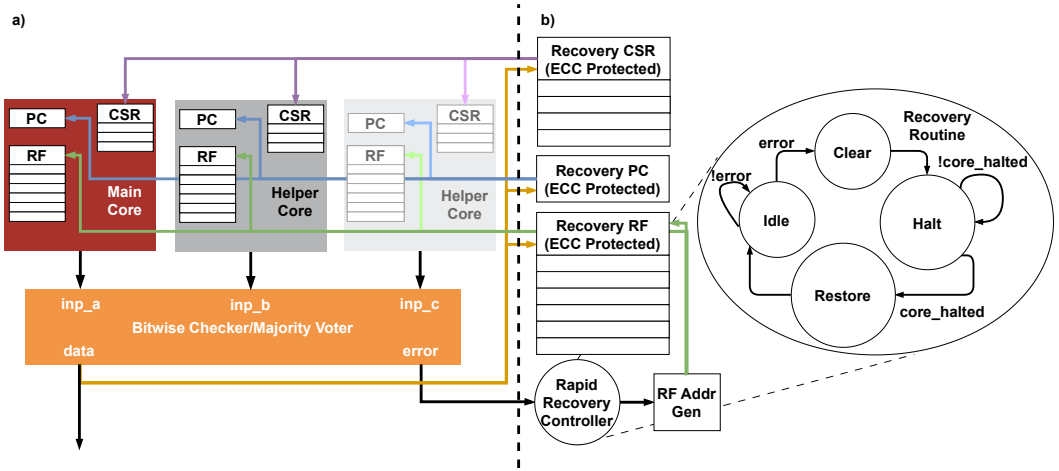 a)
PC
CSR
RF
Main
Core
PC
CSR
RF
Helper
Core
PC
CSR
RF
Helper
Core
inp_a
inp_b
inp_c
Bitwise Checker/Majority Voter
data
error
b)
Recovery CSR
(ECC Protected)
Recovery PC
(ECC Protected)
Recovery RF
(ECC Protected)
Rapid
Recovery
Controller
RF Addr
Gen
Recovery
Routine
error
Clear
!core_halted
!error
Idle
Halt
Restore
core_halted